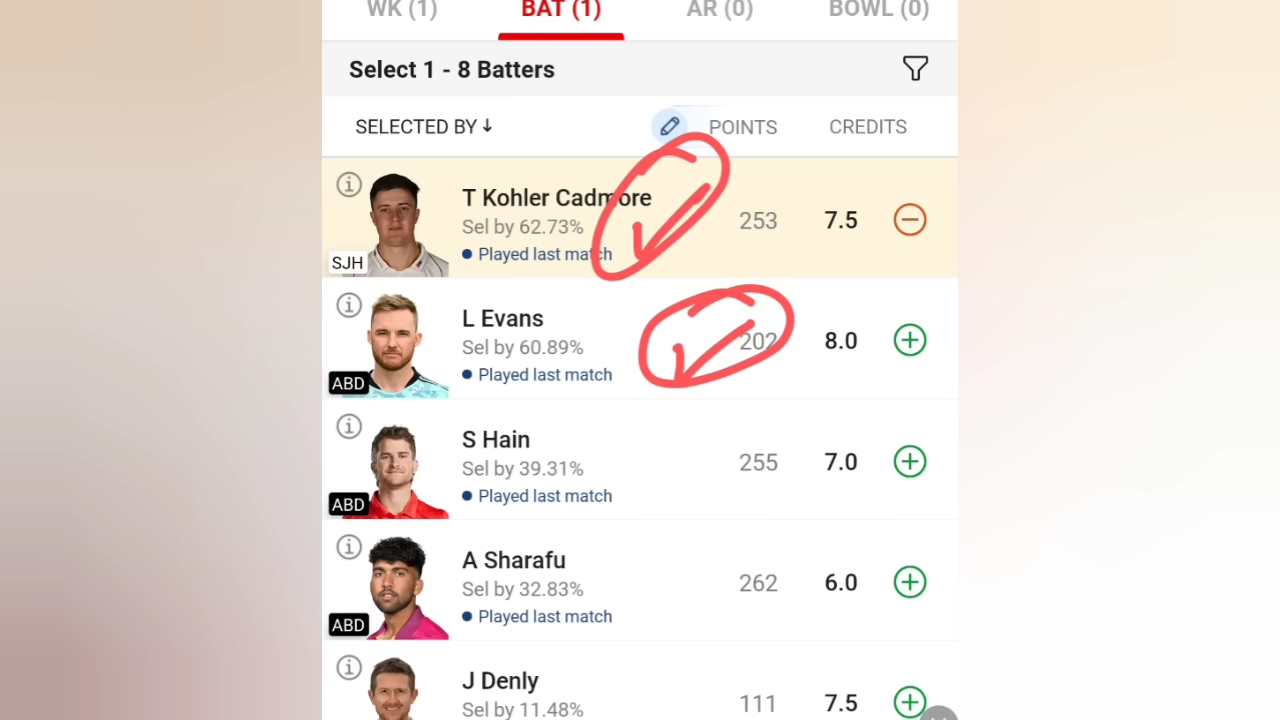 WK (1) BAT (1) AR (0) BOWL (0)
Select 1 - 8 Batters
SELECTED BY↓ POINTS CREDITS
T Kohler Cadmore
Sel by 62.73% 253 7.5
Played last match
SJH
L Evans
Sel by 60.89% 202 8.0
Played last match
ABD
S Hain
Sel by 39.31% 255 7.0
Played last match
ABD
A Sharafu
Sel by 32.83% 262 6.0
Played last match
ABD
J Denly
Sel by 11.48% 111 7.5